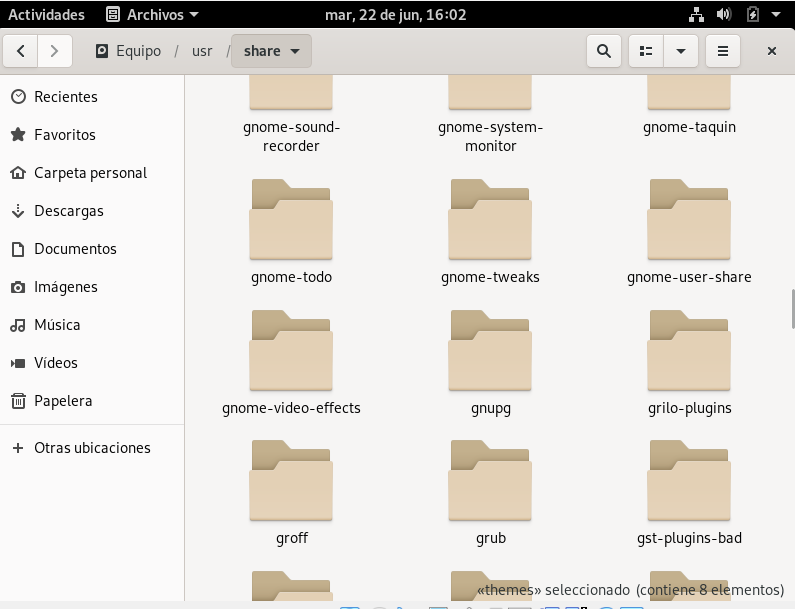 Actividades Archivos mar, 22 de jun, 16:02
Equipo / usr / share
Recientes
Favoritos
Carpeta personal
Descargas
Documentos
Imágenes
Música
Vídeos
Papelera
+ Otras ubicaciones
gnome-sound-
recorder
gnome-system-
monitor
gnome-taquin
gnome-todo
gnome-tweaks
gnome-user-share
gnome-video-effects
gnupg
grilo-plugins
groff
grub
gst-plugins-bad
«themes» seleccionado (contiene 8 elementos)